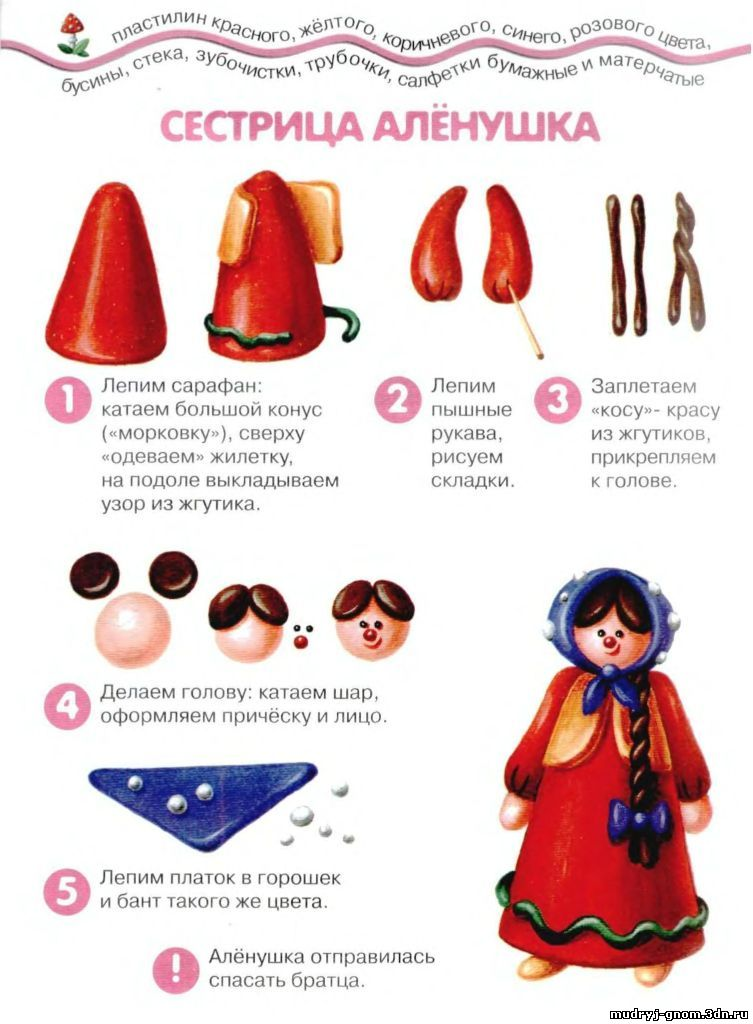 пластилин красного, жёлтого, коричневого, синего, розового цвета,
бусины, стека, зубочистки, трубочки, салфетки бумажные и матерчатые
СЕСТРИЦА АЛЁНУШКА
1 Лепим сарафан:
катаем большой конус
(«морковку»), сверху
«одеваем» жилетку,
на подоле выкладываем
узор из жгутика.
2 Лепим
пышные
рукава,
рисуем
складки.
3 Заплетаем
«косу»- красу
из жгутиков,
прикрепляем
к голове.
4 Делаем голову: катаем шар,
оформляем причёску и лицо.
5 Лепим платок в горошек
и бант такого же цвета.
! Алёнушка отправилась
спасать братца.
mudryj-gnom.3dn.ru